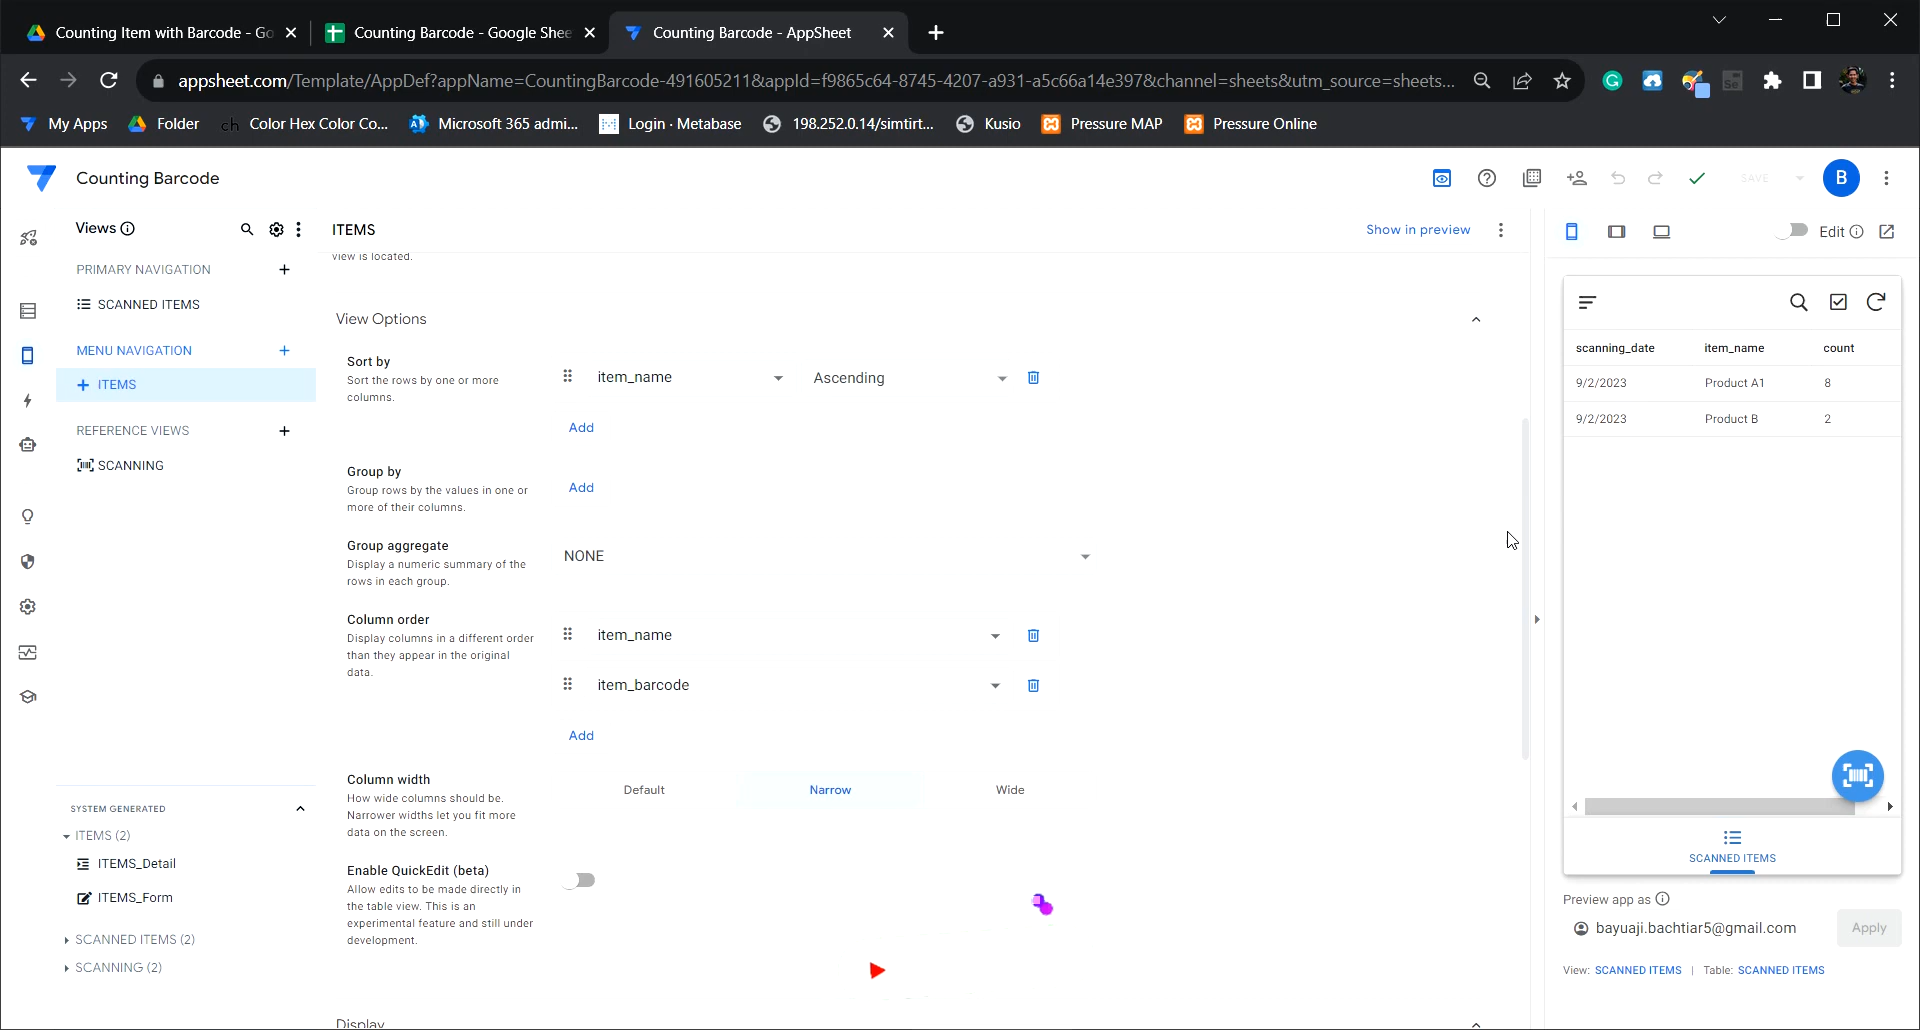 Counting Item with Barcode - Go
Counting Barcode - Google Shee
Counting Barcode - AppSheet
appsheet.com/Template/AppDef?appName=CountingBarcode-491605211&appId=f9865c64-8745-4207-a931-a5c66a14e397&channel=sheets&utm_source=sheets...
My Apps
Folder
ch Color Hex Color Co...
Microsoft 365 admi...
Login · Metabase
198.252.0.14/simtirt...
Kusio
Pressure MAP
Pressure Online
Counting Barcode
SAVE
B
Views
ITEMS
Show in preview
Edit
view is located.
PRIMARY NAVIGATION
SCANNED ITEMS
MENU NAVIGATION
ITEMS
REFERENCE VIEWS
SCANNING
View Options
Sort by
Sort the rows by one or more
columns.
item_name
Ascending
Add
Group by
Group rows by the values in one or
more of their columns.
Add
Group aggregate
Display a numeric summary of the
rows in each group.
NONE
Column order
Display columns in a different order
than they appear in the original
data.
item_name
item_barcode
Add
Column width
How wide columns should be.
Narrower widths let you fit more
data on the screen.
Default
Narrow
Wide
Enable QuickEdit (beta)
Allow edits to be made directly in
the table view. This is an
experimental feature and still under
development.
Display
SYSTEM GENERATED
ITEMS (2)
ITEMS_Detail
ITEMS_Form
SCANNED ITEMS (2)
SCANNING (2)
scanning_date item_name count
9/2/2023 Product A1 8
9/2/2023 Product B 2
SCANNED ITEMS
Preview app as
bayuaji.bachtiar5@gmail.com
Apply
View: SCANNED ITEMS | Table: SCANNED ITEMS